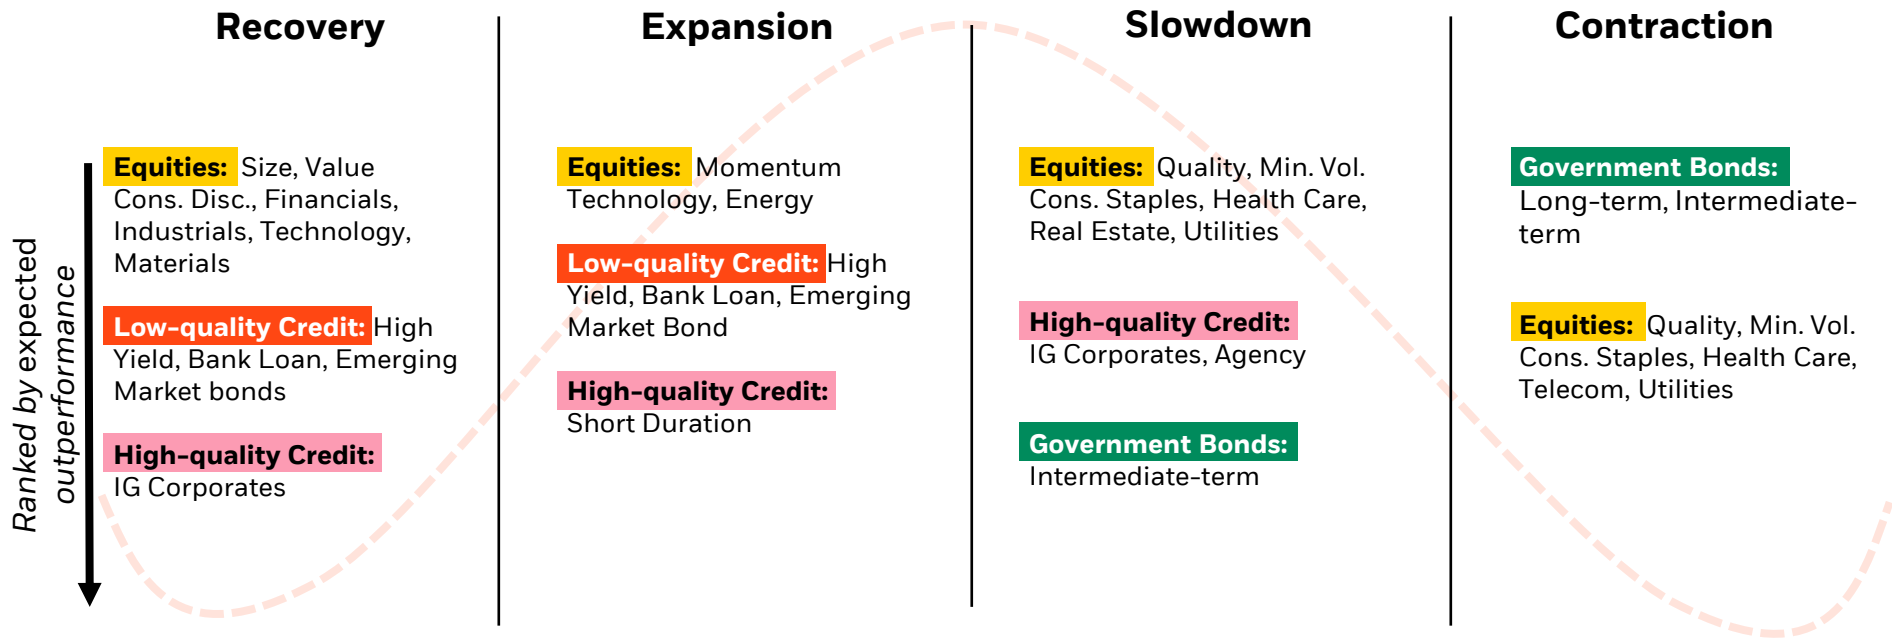 Recovery
Expansion
Slowdown
Contraction
Ranked by expected
outperformance
Equities: Size, Value
Cons. Disc., Financials,
Industrials, Technology,
Materials
Low-quality Credit: High
Yield, Bank Loan, Emerging
Market bonds
High-quality Credit:
IG Corporates
Equities: Momentum
Technology, Energy
Low-quality Credit: High
Yield, Bank Loan, Emerging
Market Bond
High-quality Credit:
Short Duration
Equities: Quality, Min. Vol.
Cons. Staples, Health Care,
Real Estate, Utilities
High-quality Credit:
IG Corporates, Agency
Government Bonds:
Intermediate-term
Government Bonds:
Long-term, Intermediate-
term
Equities: Quality, Min. Vol.
Cons. Staples, Health Care,
Telecom, Utilities